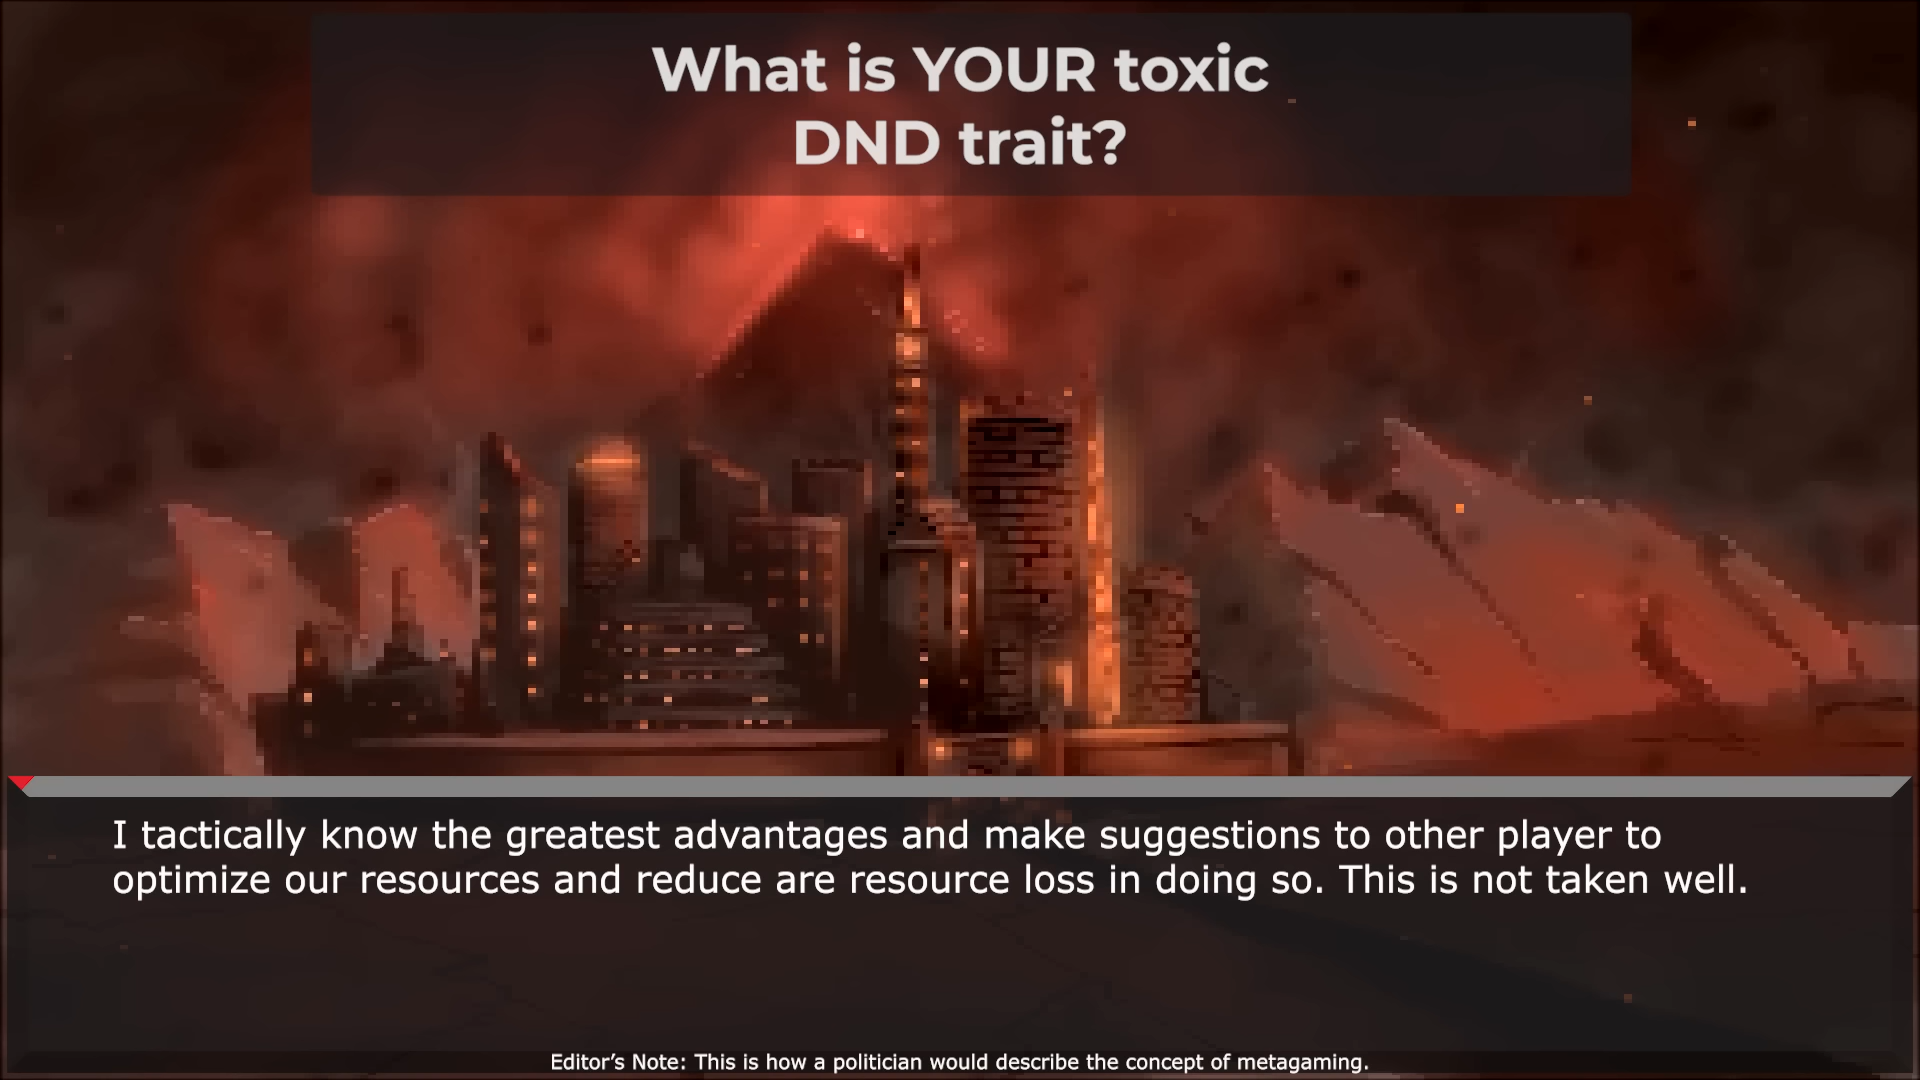 What is YOUR toxic
DND trait?
I tactically know the greatest advantages and make suggestions to other player to
optimize our resources and reduce are resource loss in doing so. This is not taken well.
Editor’s Note: This is how a politician would describe the concept of metagaming.